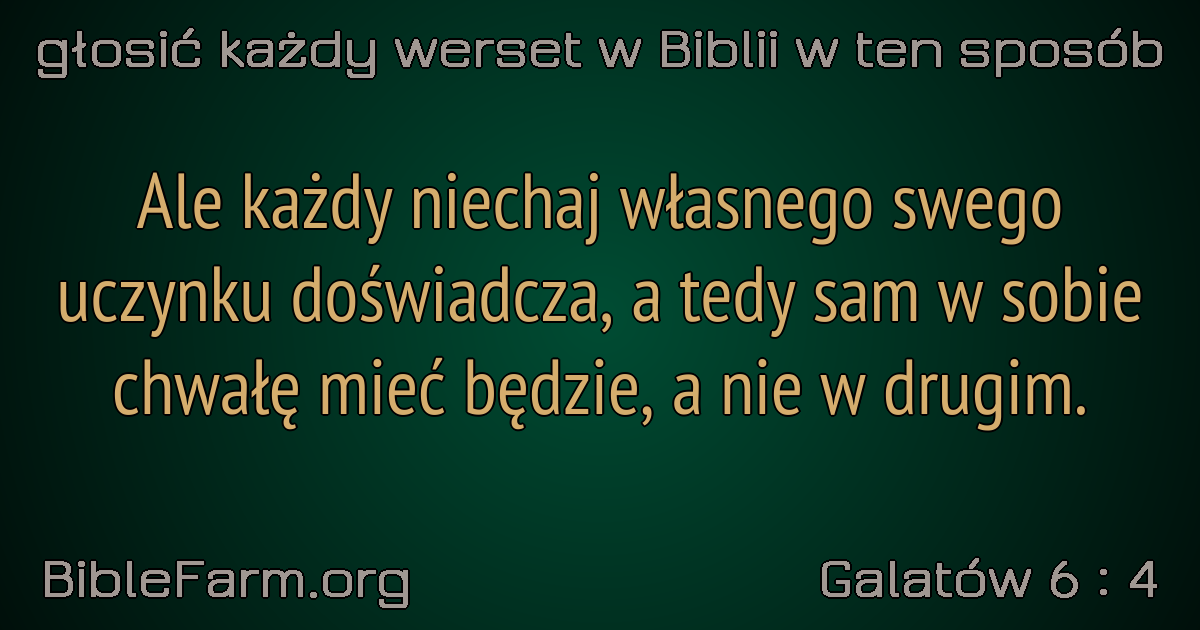 głosić każdy werset w Biblii w ten sposób
Ale każdy niechaj własnego swego
uczynku doświadcza, a tedy sam w sobie
chwałę mieć będzie, a nie w drugim.
BibleFarm.org
Galatów 6 : 4